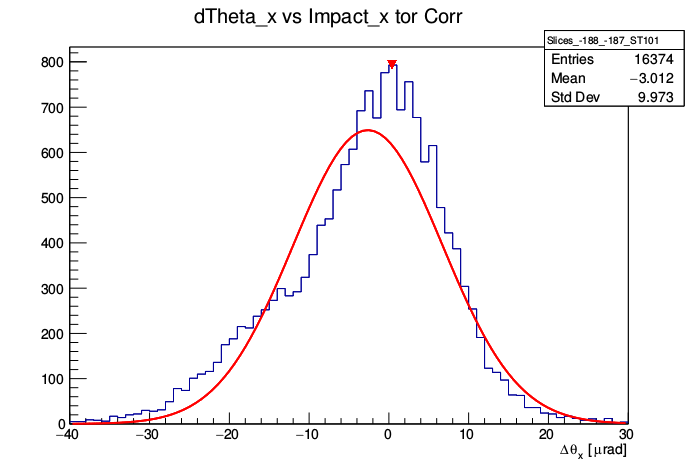 dTheta_x vs Impact_x tor Corr
Slices_-188_-187_ST101
Entries 16374
Mean −3.012
Std Dev 9.973
800
700
600
500
400
300
200
100
0
−40 −30 −20 −10 0 10 20 30
Δθx [μrad]